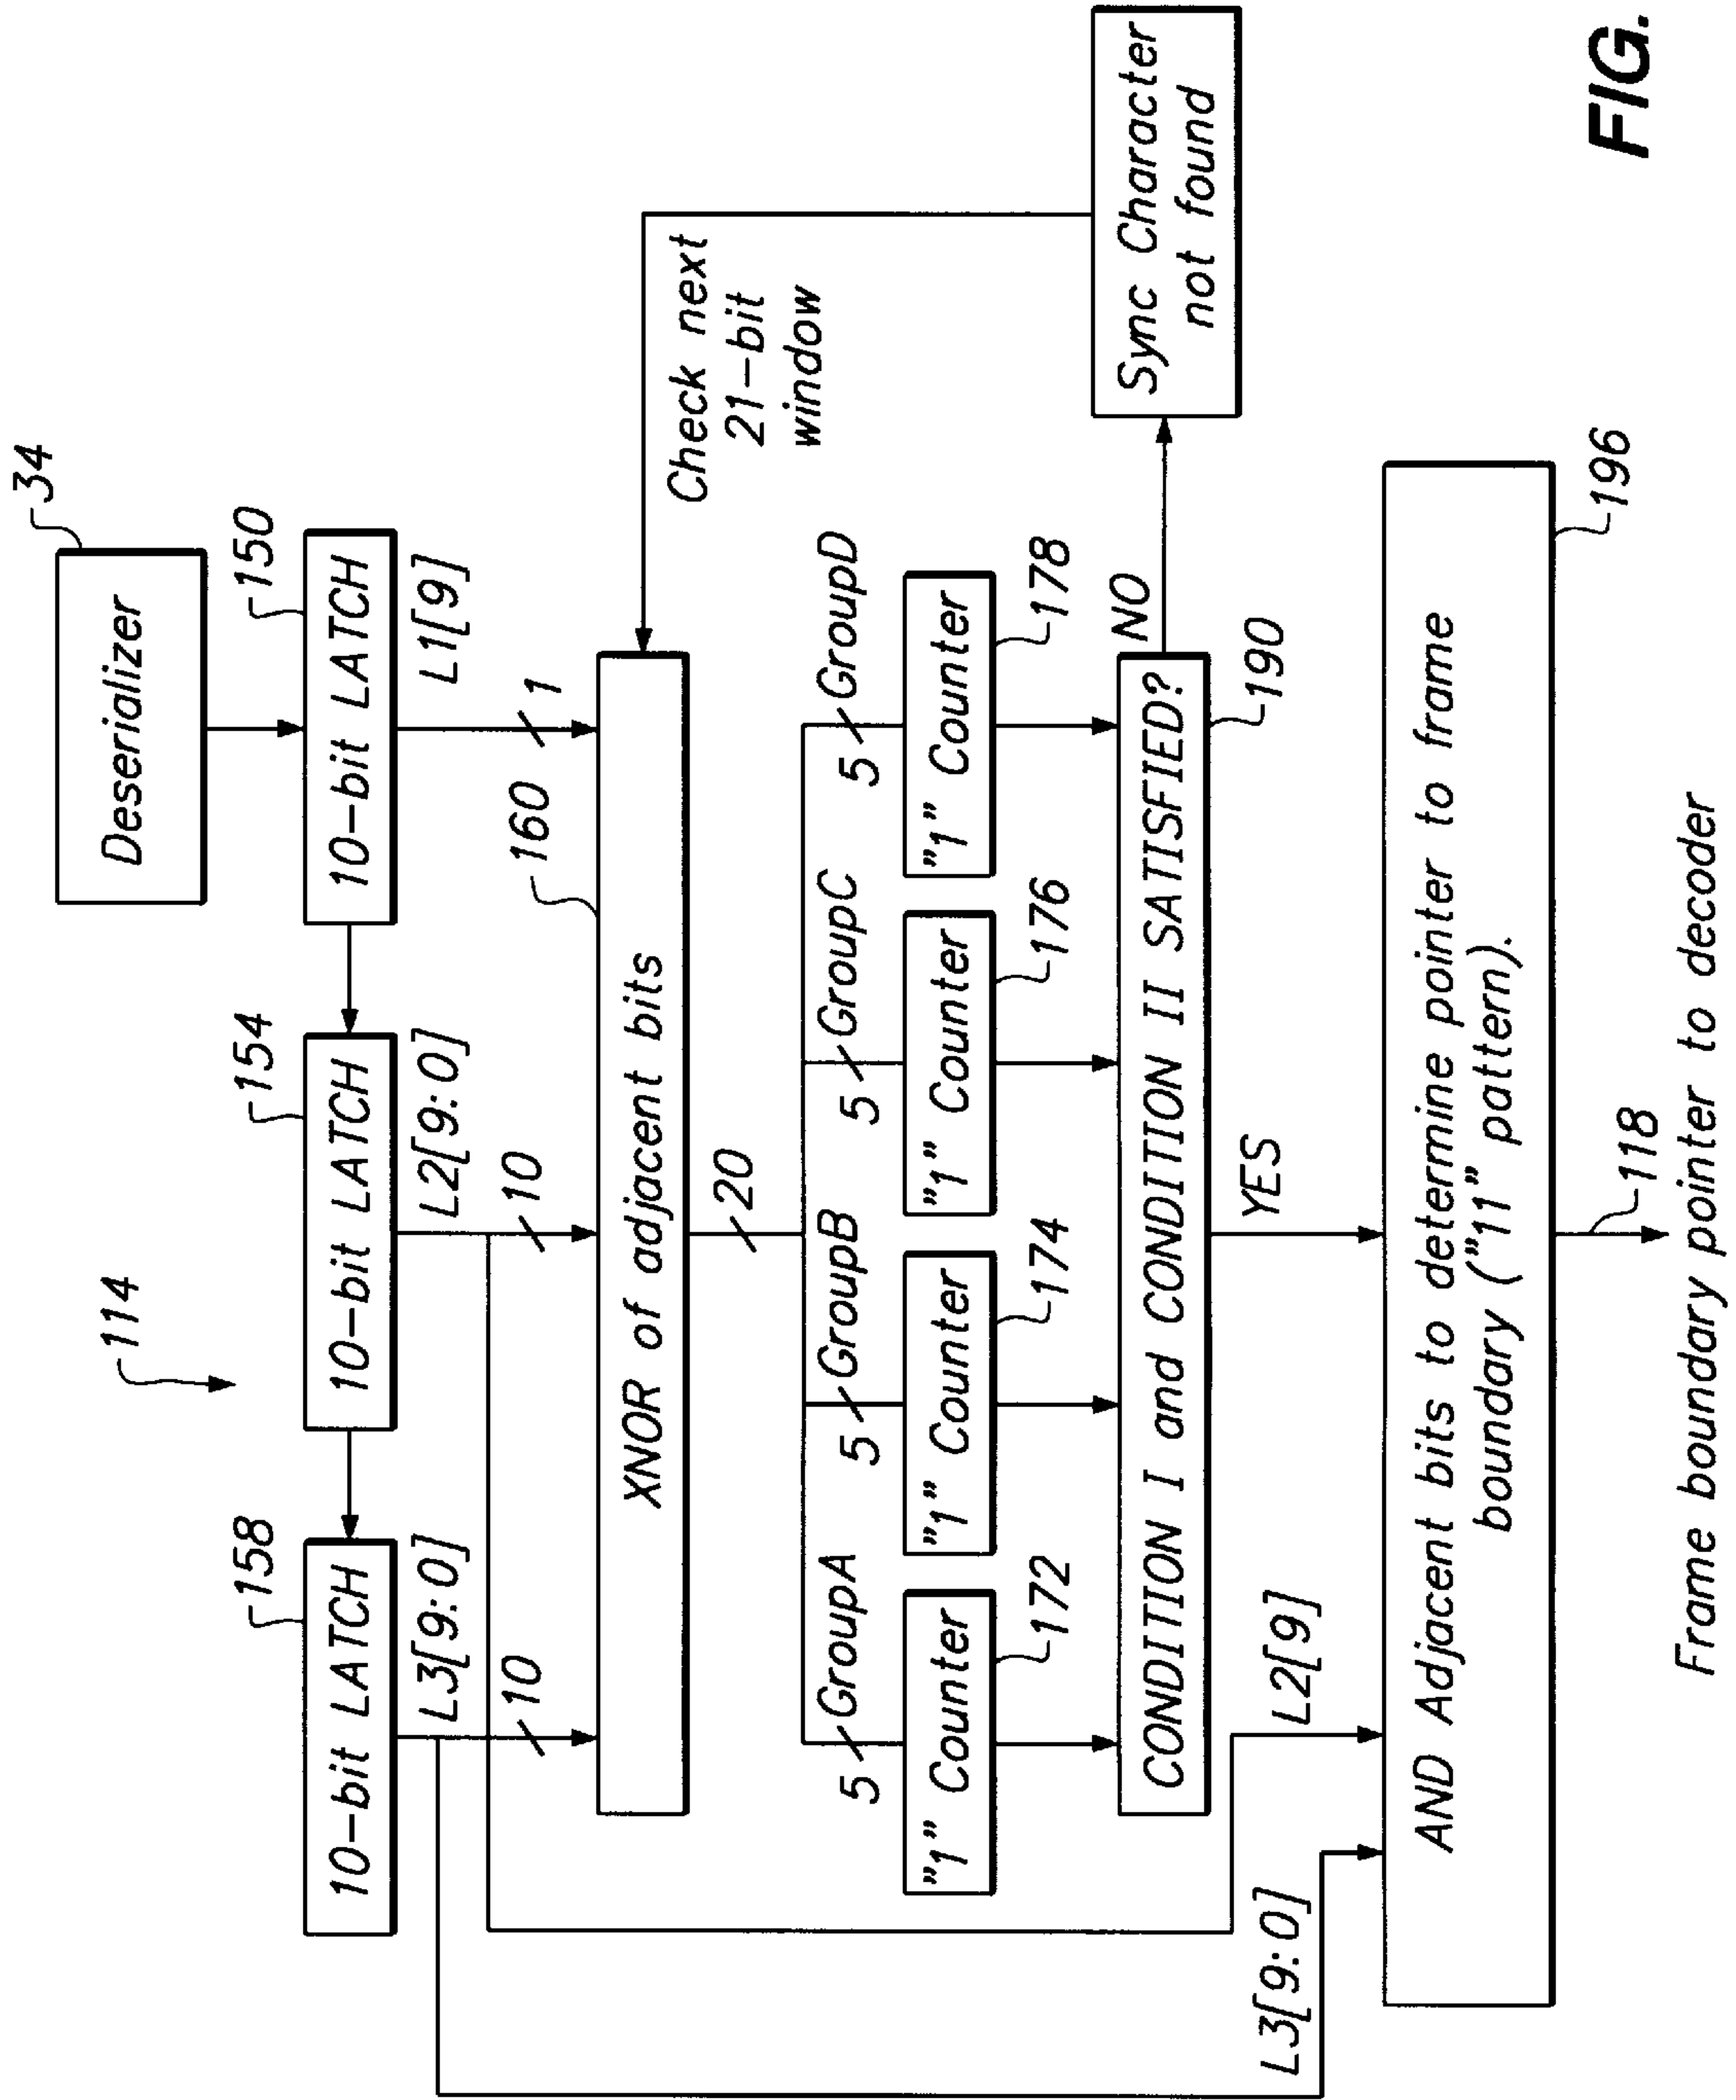 34
Deserializer
114
158
154
150
10-bit LATCH
10-bit LATCH
10-bit LATCH
L3[9:0]
L2[9:0]
L1[9]
10
10
1
160
Check next
21-bit
window
XNOR of adjacent bits
20
5
GroupA
5
GroupB
5
GroupC
5
GroupD
"1" Counter
"1" Counter
"1" Counter
"1" Counter
172
174
176
178
NO
Sync Character
not found
CONDITION I and CONDITION II SATISFIED?
190
L3[9:0]
L2[9]
YES
196
AND Adjacent bits to determine pointer to frame
boundary ("11" pattern).
118
Frame boundary pointer to decoder
FIG.